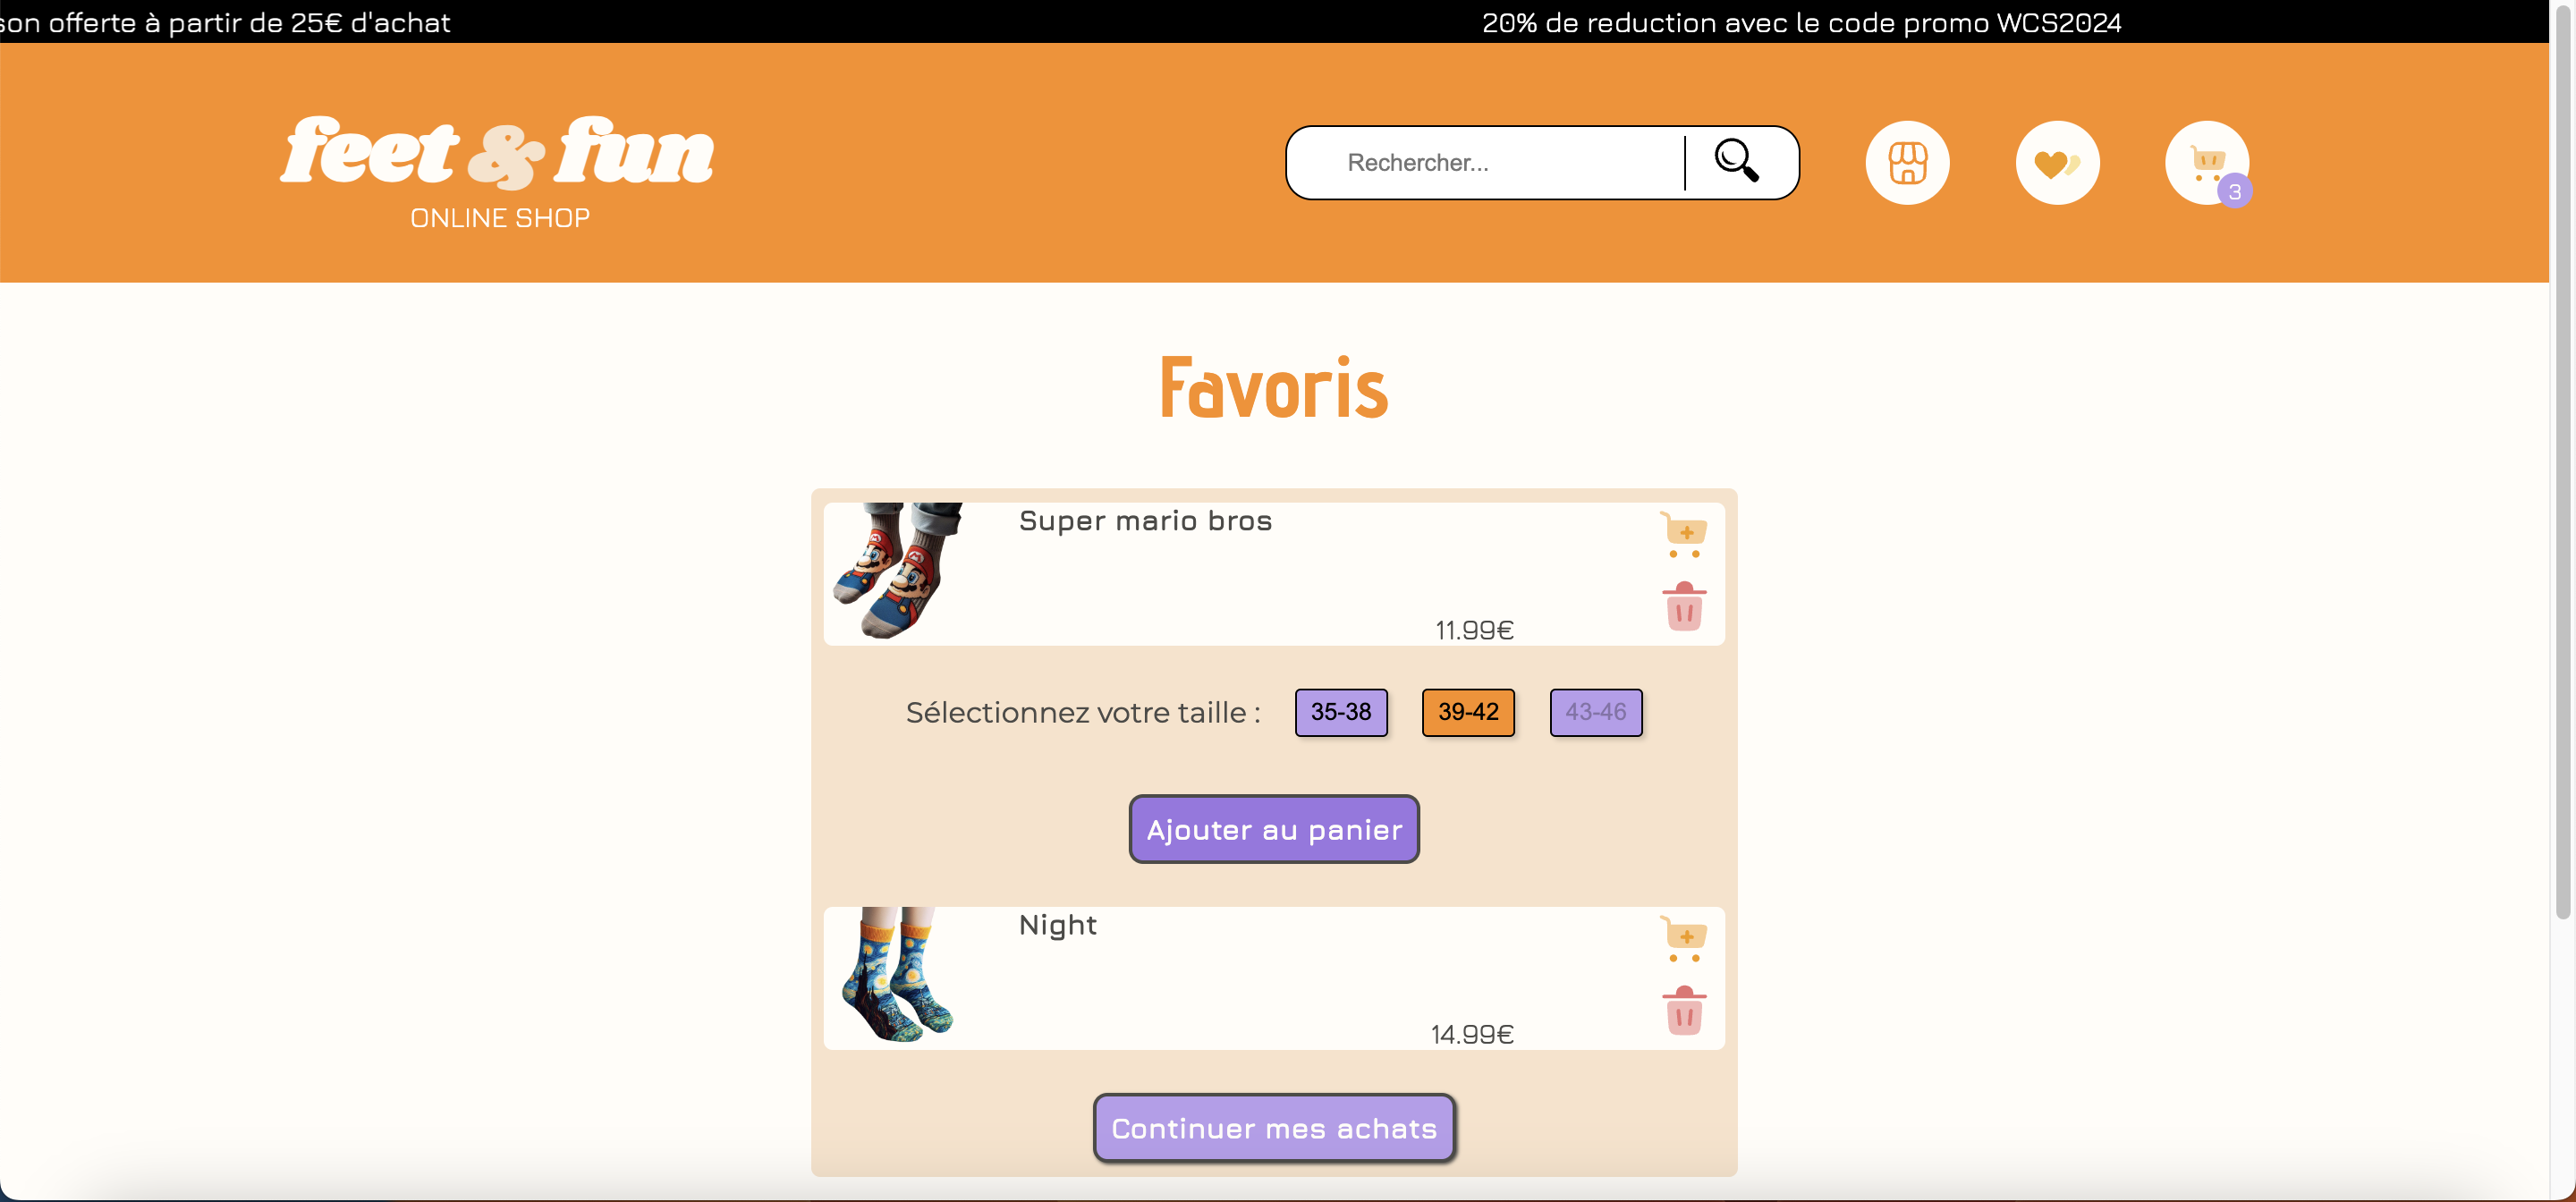 son offerte à partir de 25€ d'achat
20% de reduction avec le code promo WCS2024
feet & fun
ONLINE SHOP
Rechercher...
3
Favoris
Super mario bros
11.99€
Sélectionnez votre taille :
35-38
39-42
43-46
Ajouter au panier
Night
14.99€
Continuer mes achats